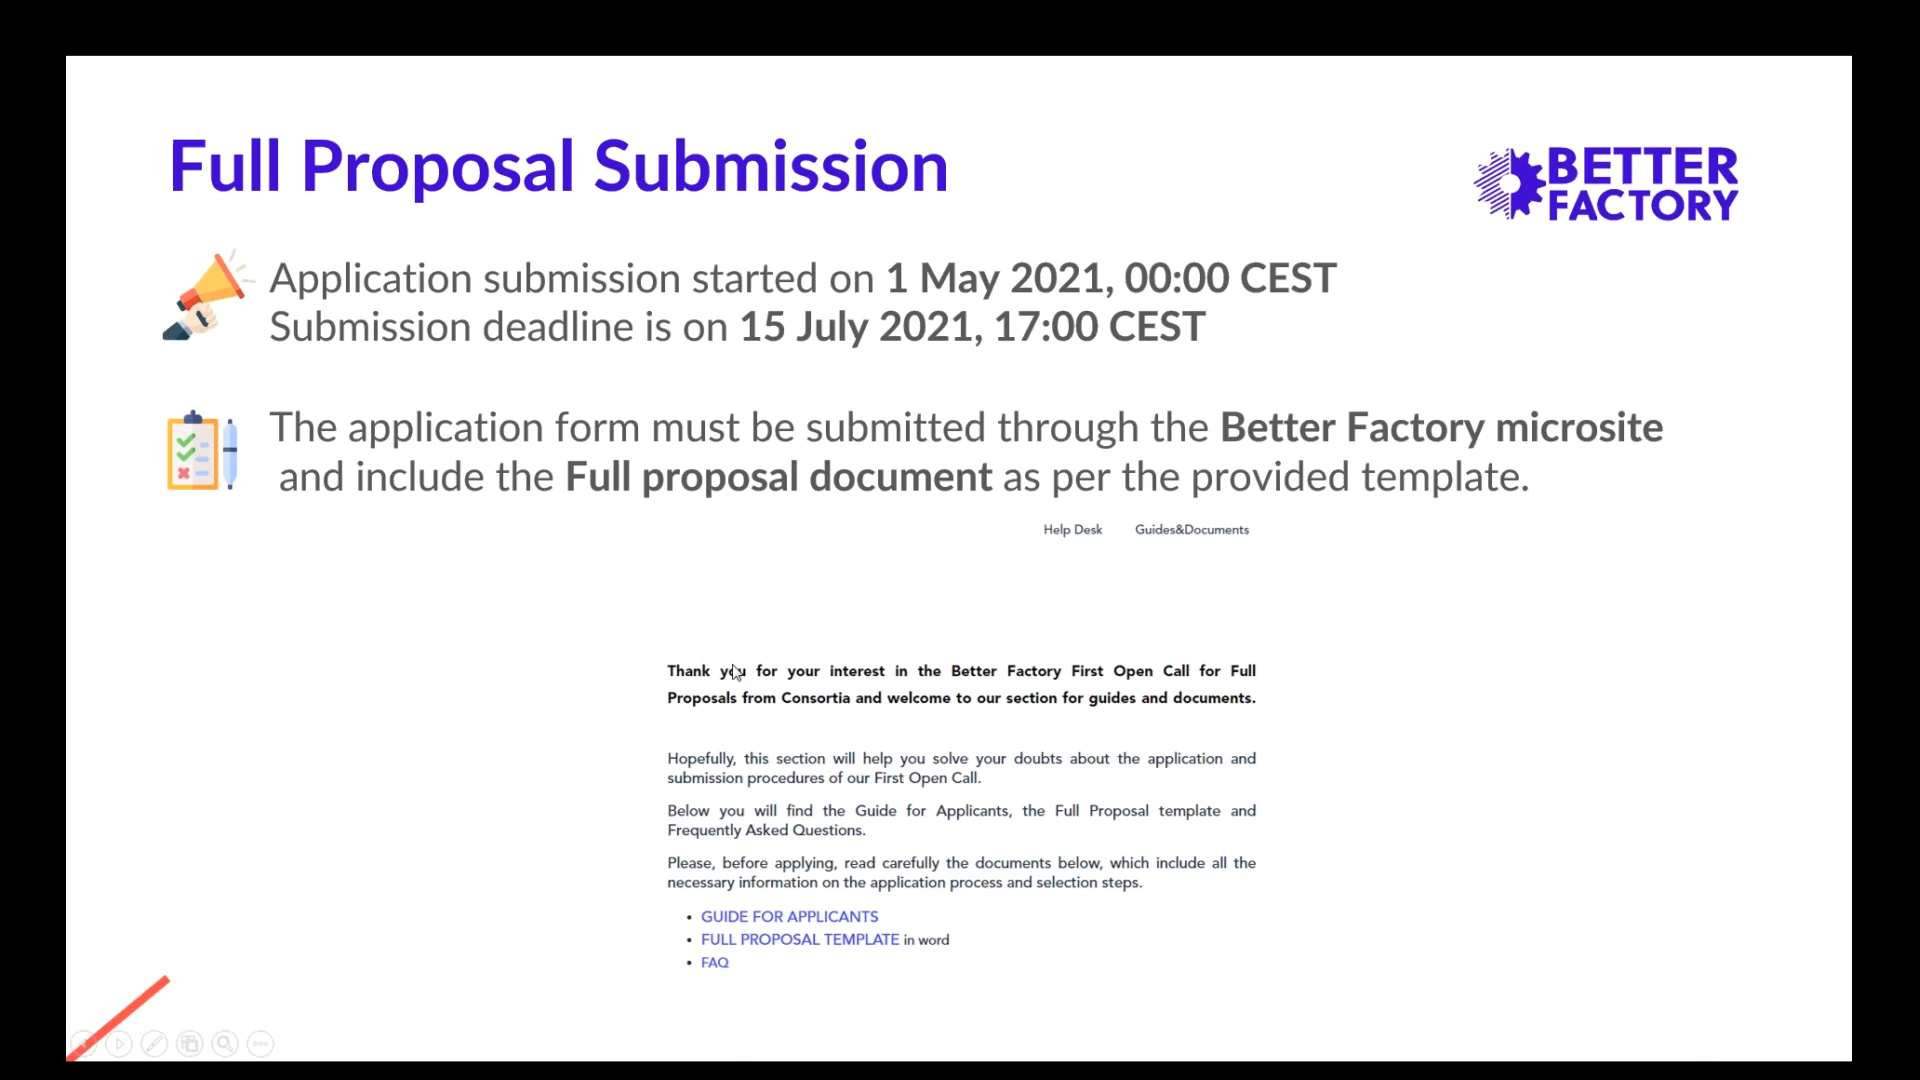 Full Proposal Submission
BETTER
FACTORY
Application submission started on 1 May 2021, 00:00 CEST
Submission deadline is on 15 July 2021, 17:00 CEST
The application form must be submitted through the Better Factory microsite
and include the Full proposal document as per the provided template.
Help Desk Guides&Documents
Thank you for your interest in the Better Factory First Open Call for Full
Proposals from Consortia and welcome to our section for guides and documents.
Hopefully, this section will help you solve your doubts about the application and
submission procedures of our First Open Call.
Below you will find the Guide for Applicants, the Full Proposal template and
Frequently Asked Questions.
Please, before applying, read carefully the documents below, which include all the
necessary information on the application process and selection steps.
• GUIDE FOR APPLICANTS
• FULL PROPOSAL TEMPLATE in word
• FAQ